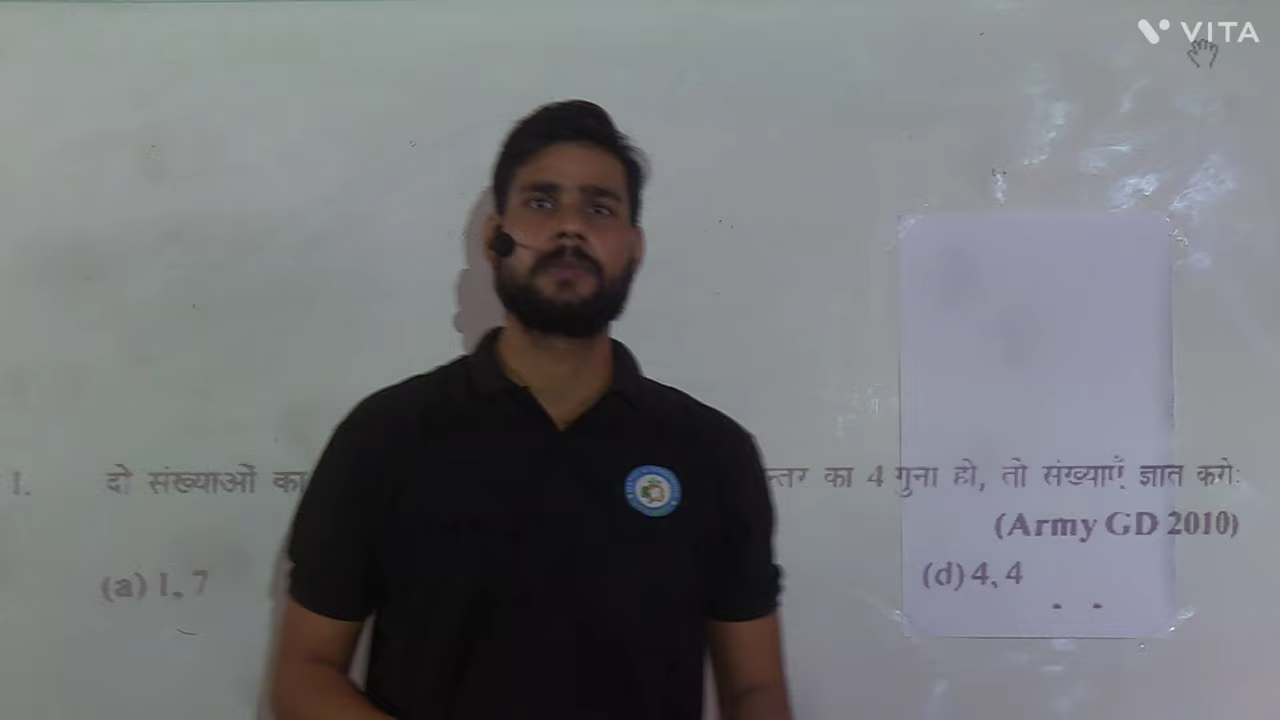 VITA
1. दो संख्याओं का न्तर का 4 गुना हो, तो संख्याएँ ज्ञात करो:
(Army GD 2010)
(a) 1, 7 (d) 4, 4